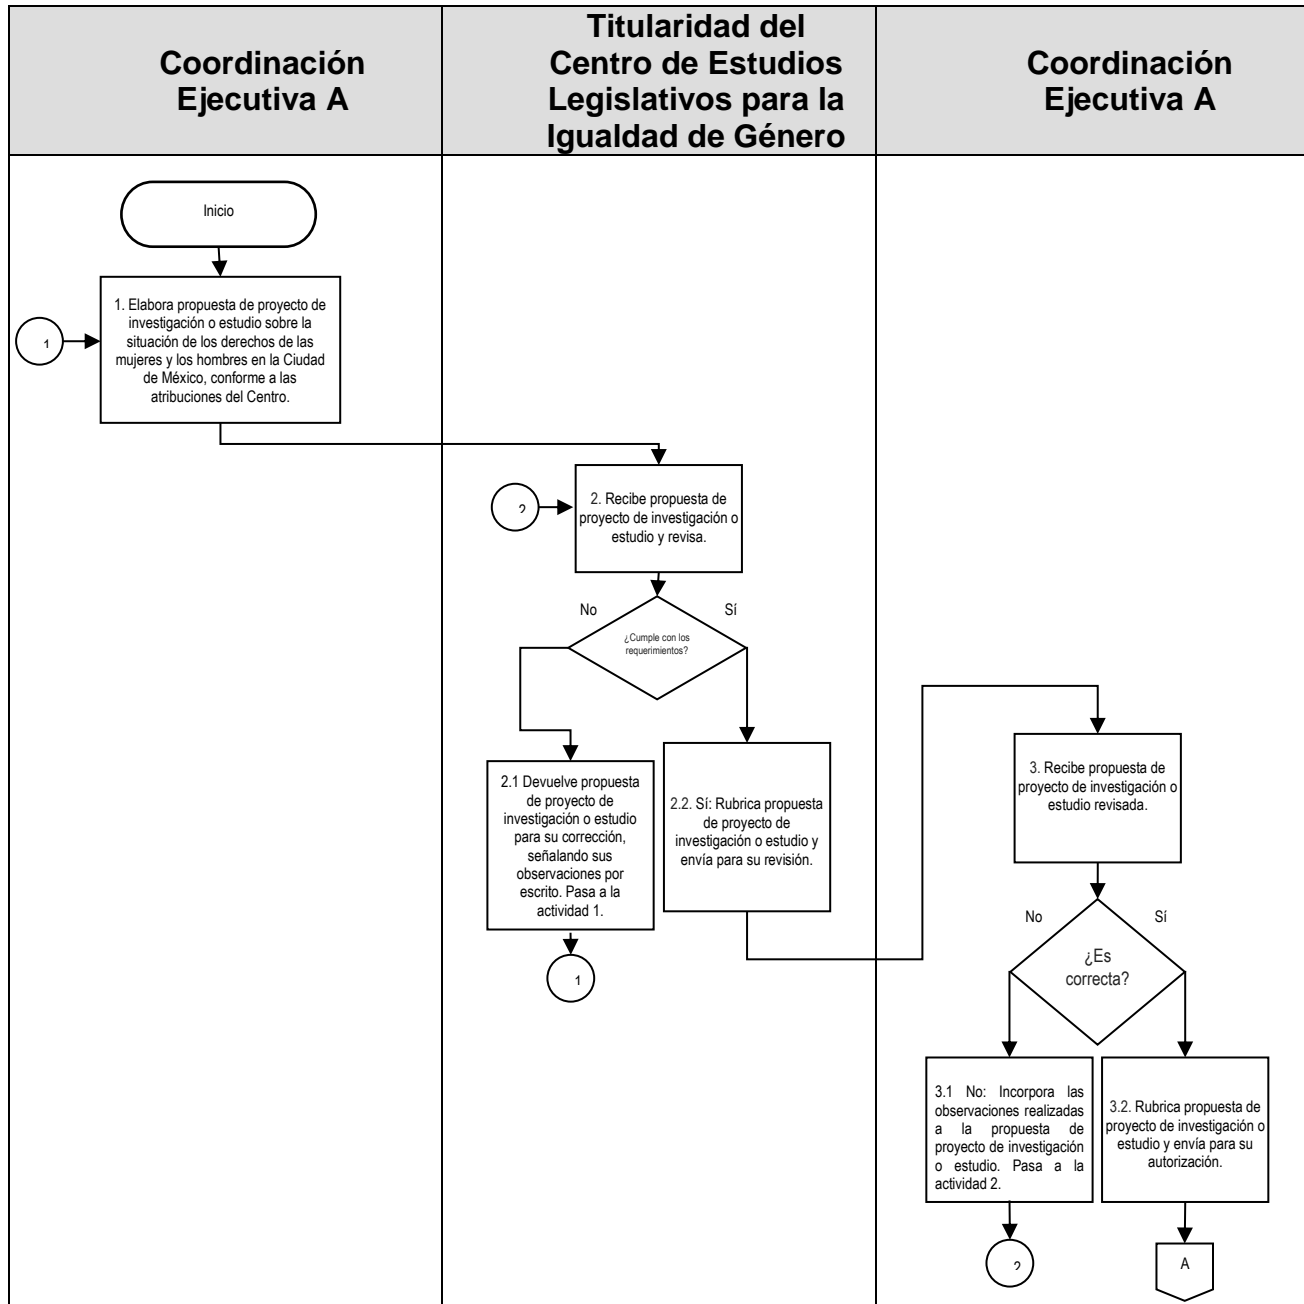 Coordinación
Ejecutiva A
Titularidad del
Centro de Estudios
Legislativos para la
Igualdad de Género
Coordinación
Ejecutiva A
Inicio
1
1. Elabora propuesta de proyecto de
investigación o estudio sobre la
situación de los derechos de las
mujeres y los hombres en la Ciudad
de México, conforme a las
atribuciones del Centro.
2
2. Recibe propuesta de
proyecto de investigación o
estudio y revisa.
No
Sí
¿Cumple con los
requerimientos?
2.1 Devuelve propuesta
de proyecto de
investigación o estudio
para su corrección,
señalando sus
observaciones por
escrito. Pasa a la
actividad 1.
1
2.2. Sí: Rubrica propuesta
de proyecto de
investigación o estudio y
envía para su revisión.
3. Recibe propuesta de
proyecto de investigación o
estudio revisada.
No
Sí
¿Es
correcta?
3.1 No: Incorpora las
observaciones realizadas
a la propuesta de
proyecto de investigación
o estudio. Pasa a la
actividad 2.
2
3.2. Rubrica propuesta de
proyecto de investigación o
estudio y envía para su
autorización.
A